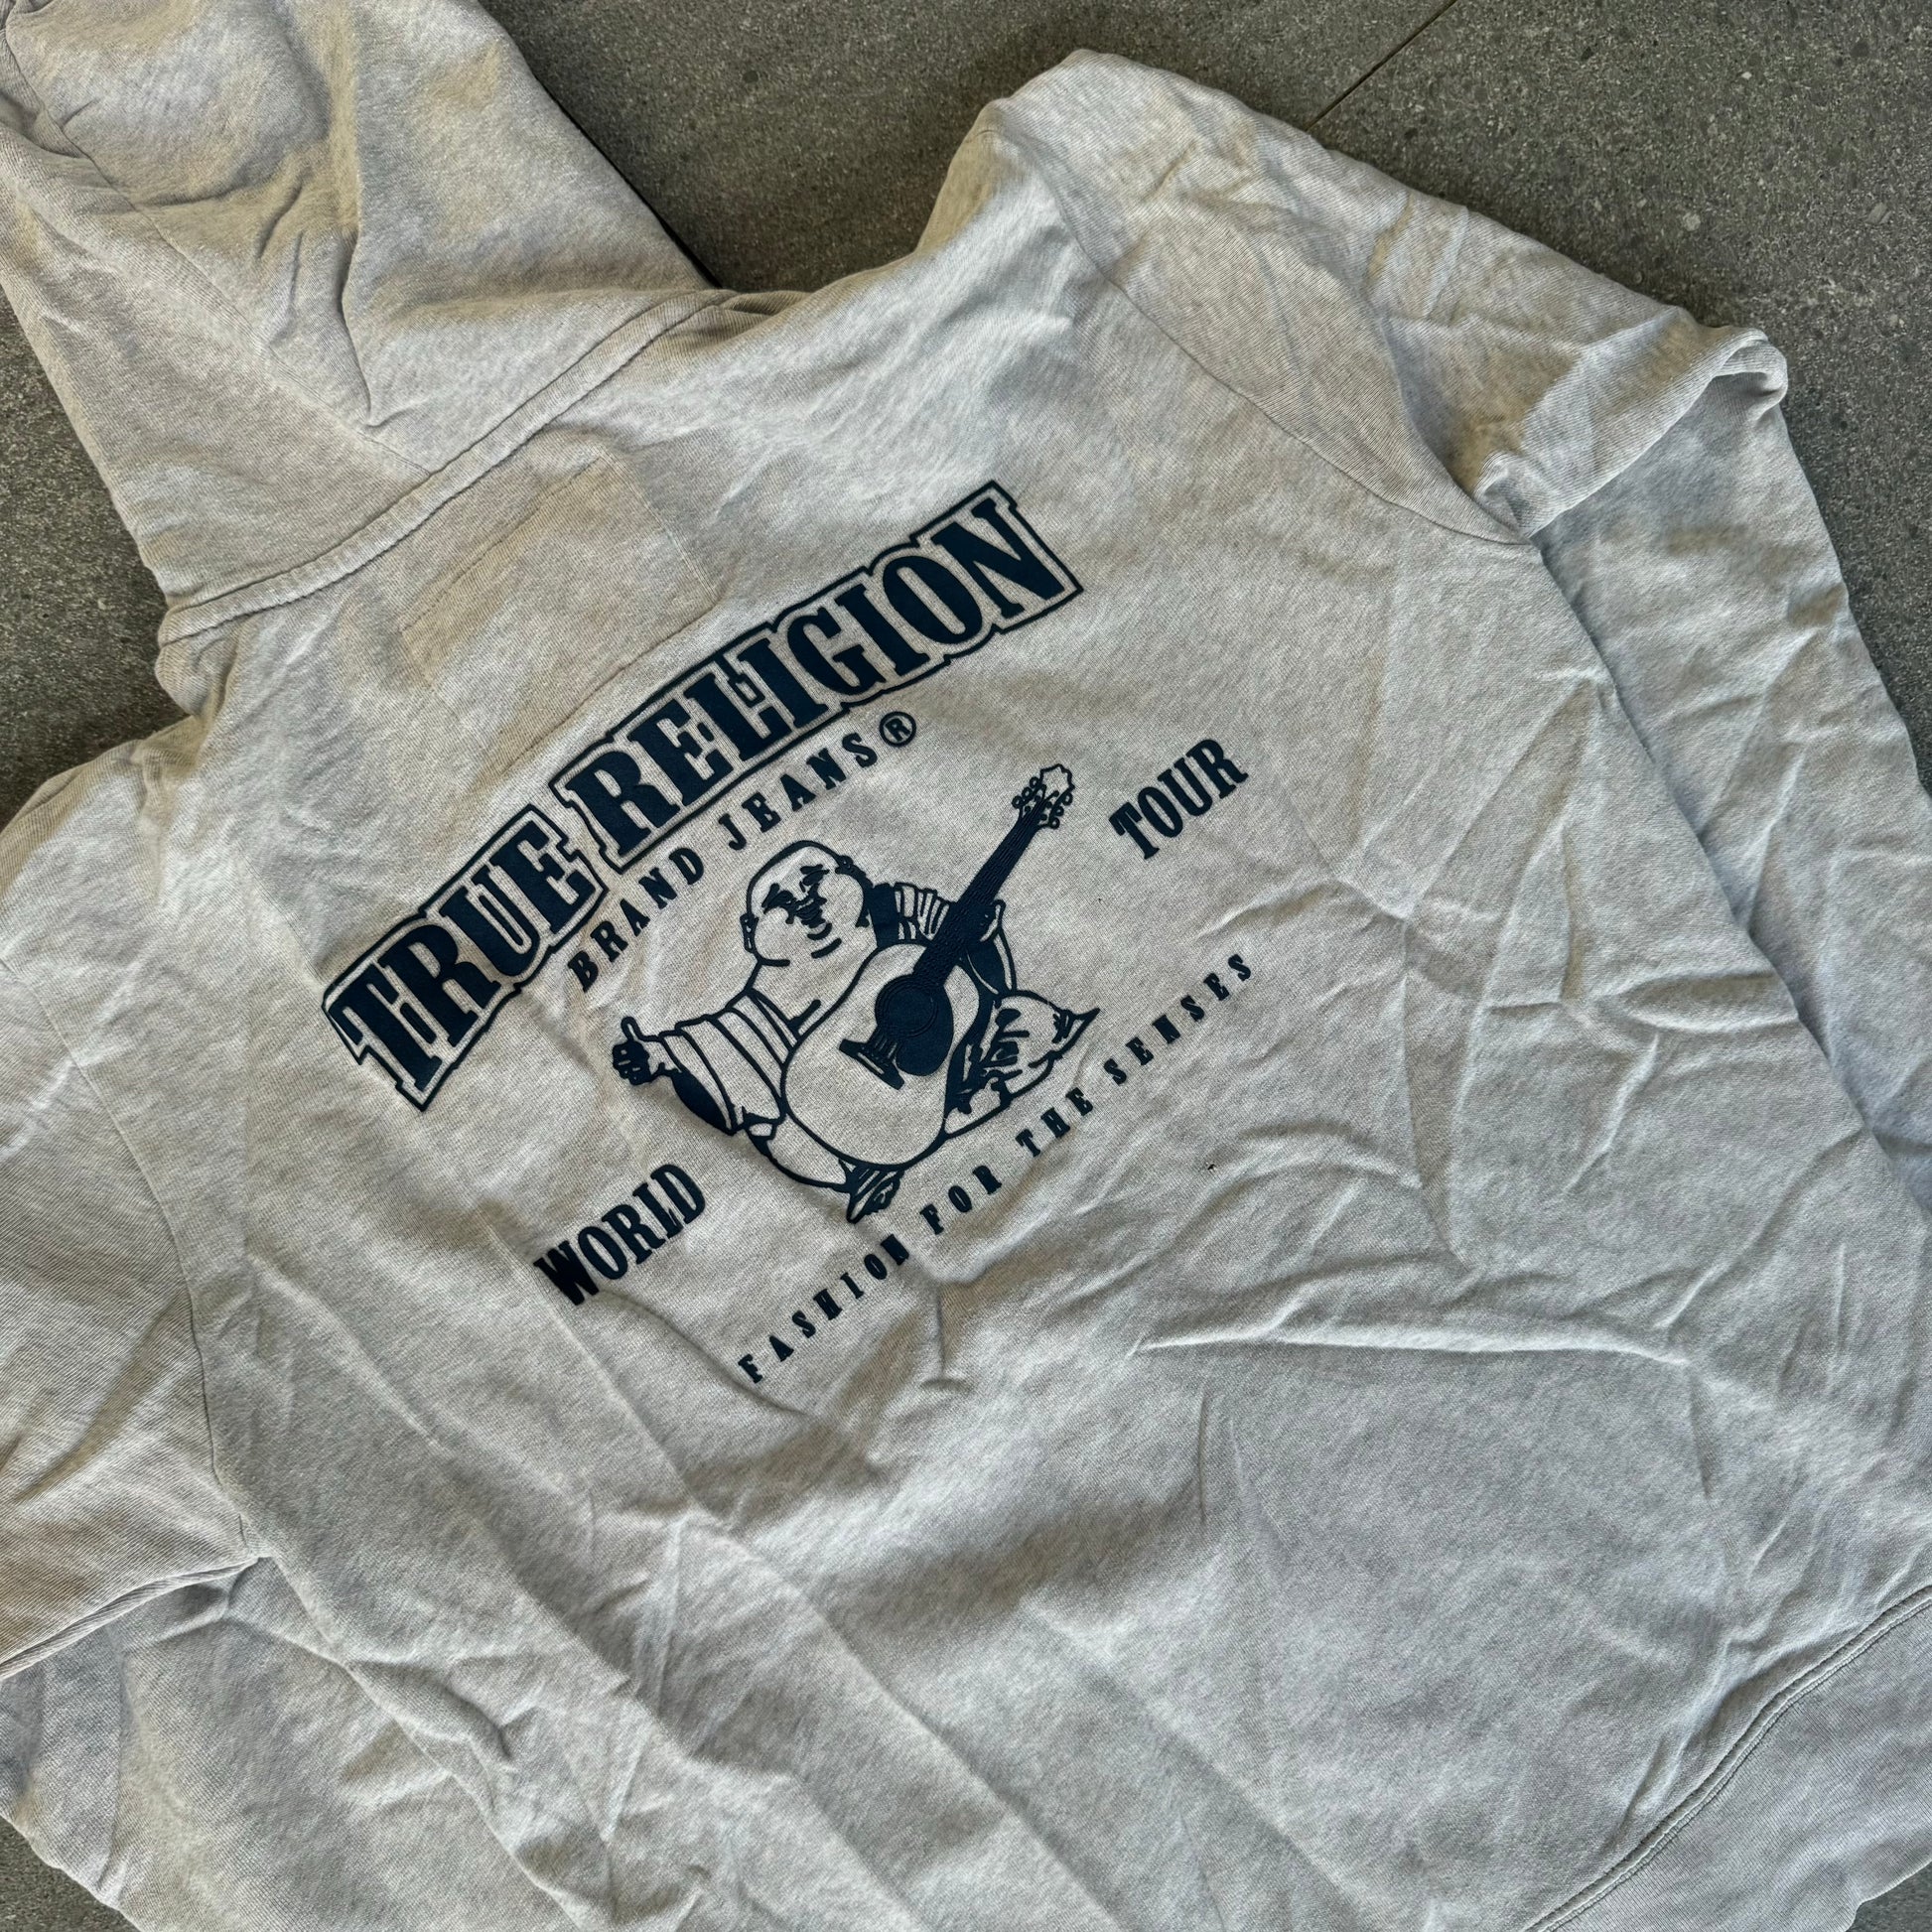 TRUE RELIGION
BRAND JEANS®
WORLD TOUR
FASHION FOR THE SENSES